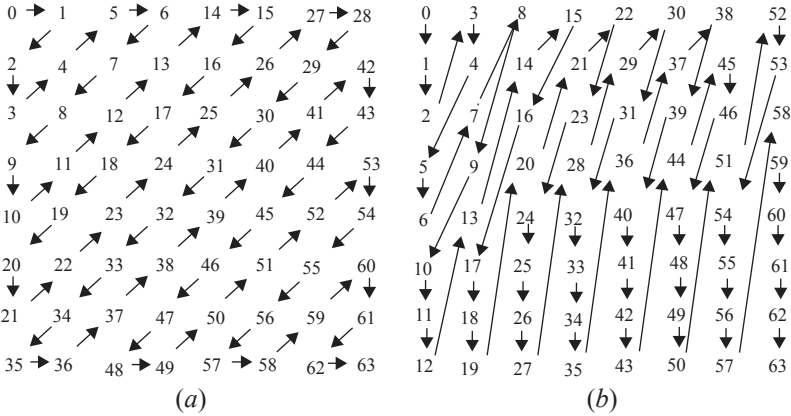 0 1 5 6 14 15 27 28 0 3 8 15 22 30 38 52
2 4 7 13 16 26 29 42 1 4 14 21 29 37 45 53
3 8 12 17 25 30 41 43 2 7 16 23 31 39 46 58
9 11 18 24 31 40 44 53 5 9 20 28 36 44 51 59
10 19 23 32 39 45 52 54 6 13 24 32 40 47 54 60
20 22 33 38 46 51 55 60 10 17 25 33 41 48 55 61
21 34 37 47 50 56 59 61 11 18 26 34 42 49 56 62
35 36 48 49 57 58 62 63 12 19 27 35 43 50 57 63
(a) (b)